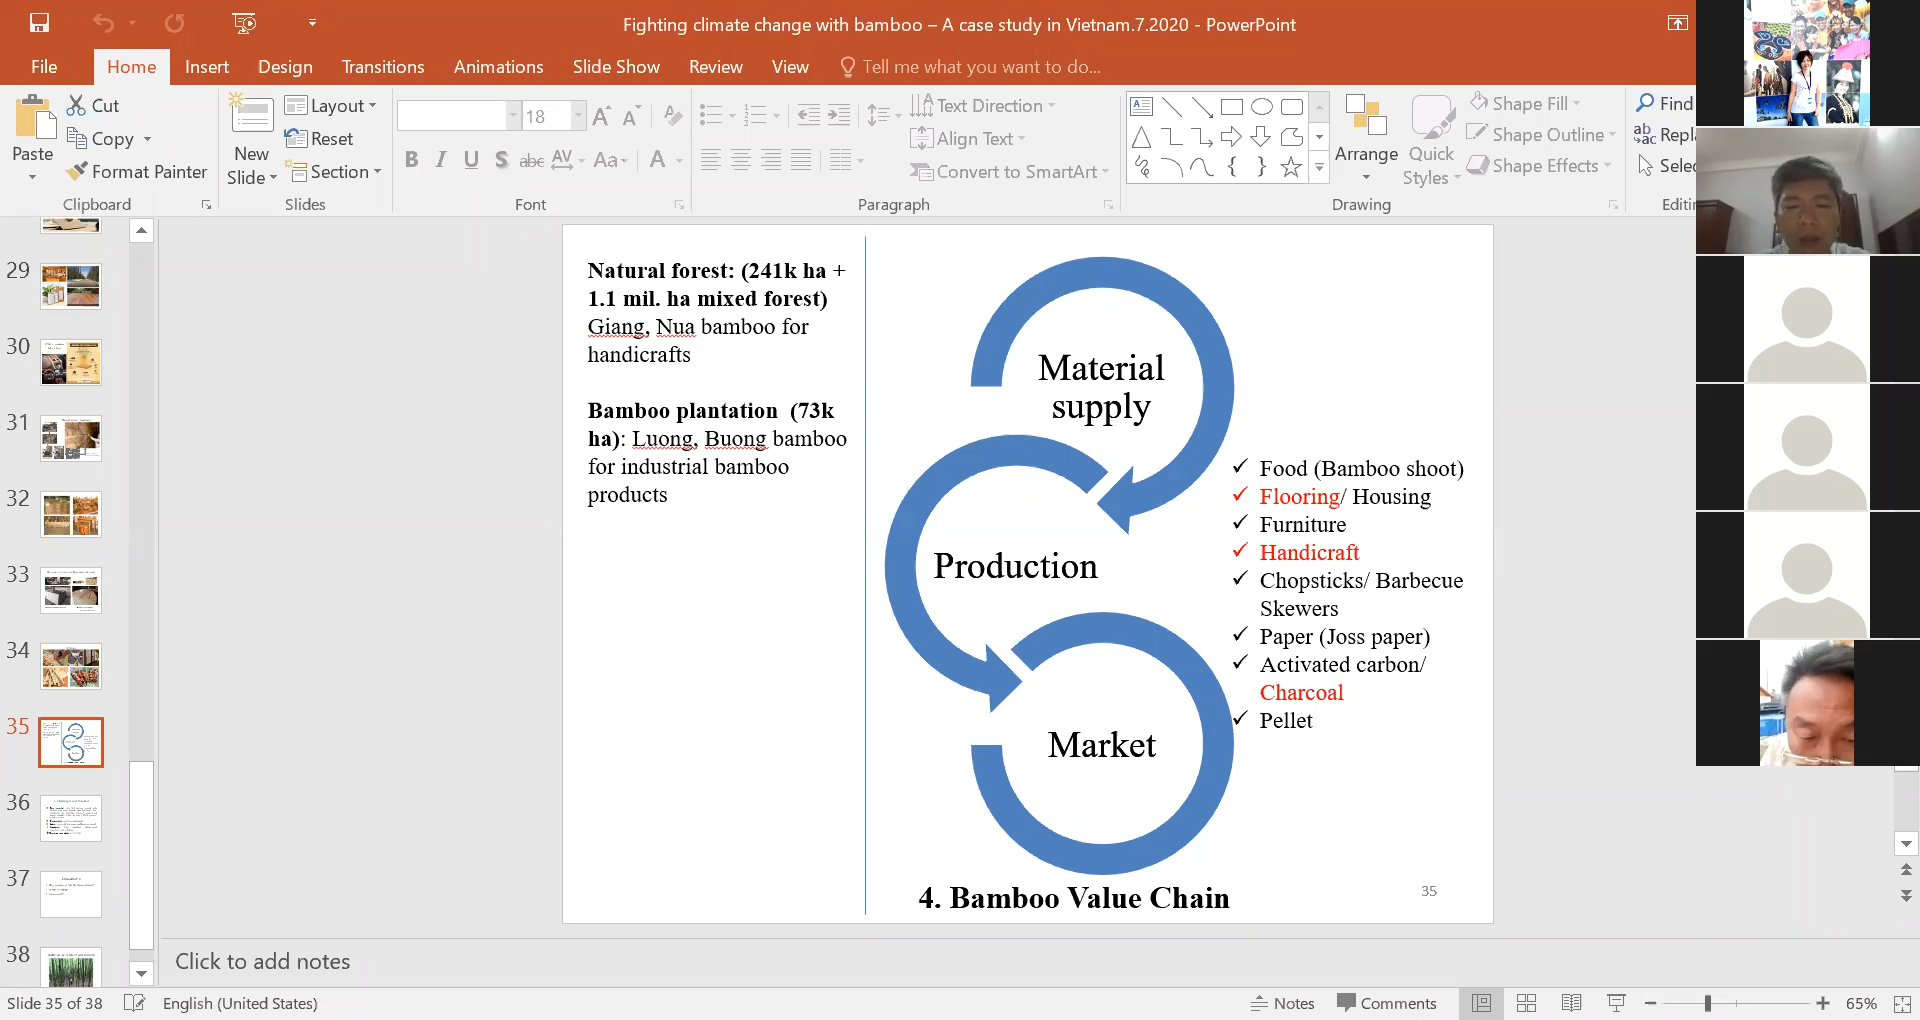 Fighting climate change with bamboo – A case study in Vietnam.7.2020 - PowerPoint
File Home Insert Design Transitions Animations Slide Show Review View Tell me what you want to do...
Paste
Cut
Copy
Format Painter
Clipboard
New
Slide
Layout
Reset
Section
Slides
18
B I U S abc AV Aa A
Font
Text Direction
Align Text
Convert to SmartArt
Paragraph
Arrange
Quick
Styles
Shape Fill
Shape Outline
Shape Effects
Drawing
Find
Repla
Selec
Editin
29
30
31
32
33
34
35
36
37
38
Natural forest: (241k ha +
1.1 mil. ha mixed forest)
Giang, Nua bamboo for
handicrafts
Bamboo plantation (73k
ha): Luong, Buong bamboo
for industrial bamboo
products
Material
supply
Production
Market
✓ Food (Bamboo shoot)
✓ Flooring/ Housing
✓ Furniture
✓ Handicraft
✓ Chopsticks/ Barbecue
Skewers
✓ Paper (Joss paper)
✓ Activated carbon/
Charcoal
✓ Pellet
4. Bamboo Value Chain
35
Click to add notes
Slide 35 of 38 English (United States) Notes Comments 65%